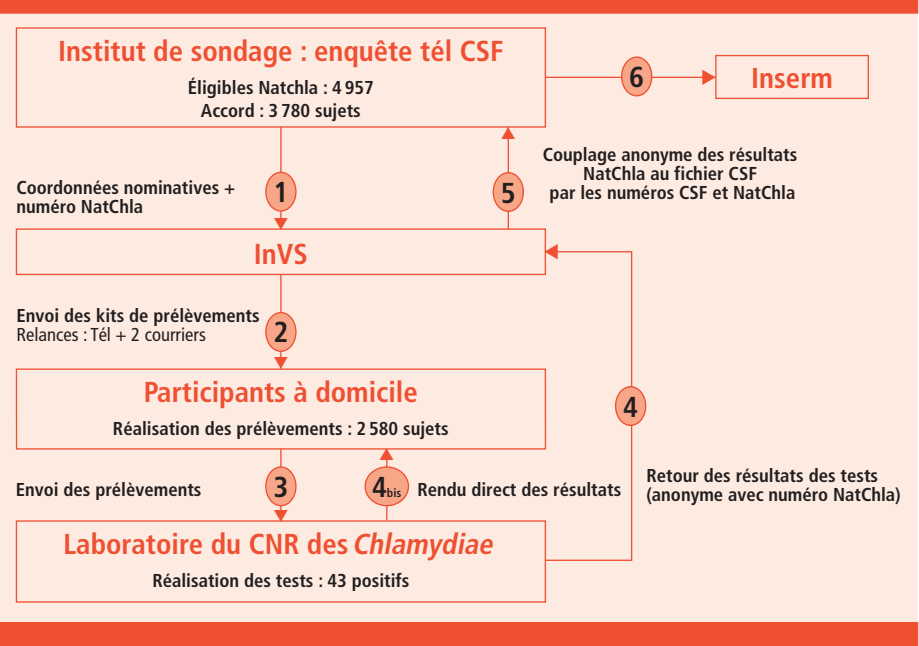 Institut de sondage : enquête tél CSF
Éligibles Natchla : 4 957
Accord : 3 780 sujets
6
Inserm
Coordonnées nominatives +
numéro NatChla
1
5
Couplage anonyme des résultats
NatChla au fichier CSF
par les numéros CSF et NatChla
InVS
Envoi des kits de prélèvements
Relances : Tél + 2 courriers
2
Participants à domicile
Réalisation des prélèvements : 2 580 sujets
4
Envoi des prélèvements
3
4bis
Rendu direct des résultats
Retour des résultats des tests
(anonyme avec numéro NatChla)
Laboratoire du CNR des Chlamydiae
Réalisation des tests : 43 positifs